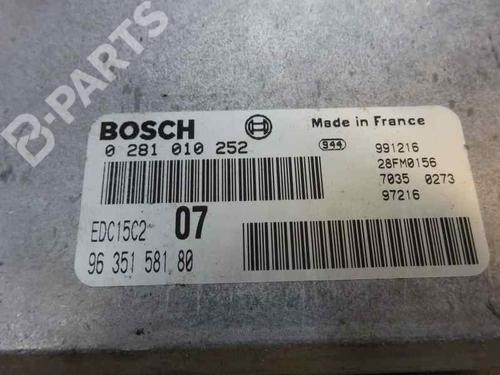 B-PARTS
BOSCH
Made in France
0 281 010 252
944
991216
28FM0156
7035 0273
97216
EDC15C2 07
96 351 581 80